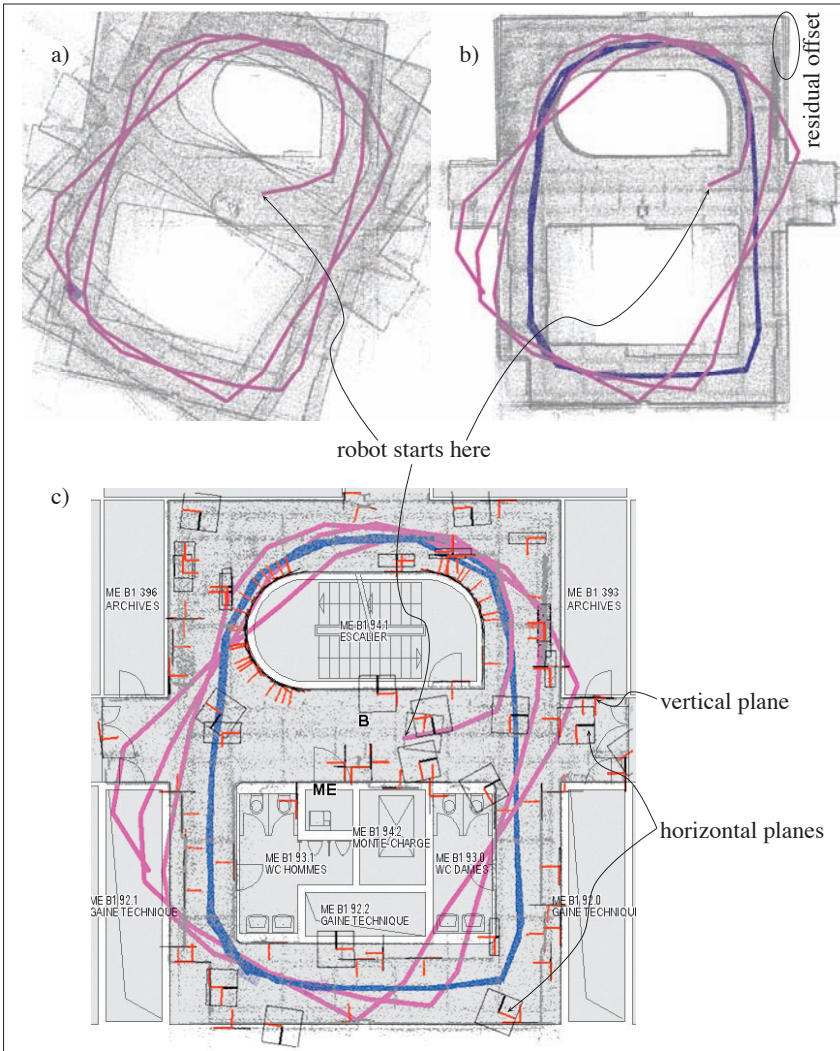 a)
b)
residual offset
robot starts here
c)
ME B1 396
ARCHIVES
ME B1 393
ARCHIVES
ME B1 94.1
ESCALIER
vertical plane
B
ME
ME B1 94.2
MONTE-CHARGE
horizontal planes
ME B1 93.1
WC HOMMES
ME B1 93.0
WC DAMES
ME B1 92.1
GAINE TECHNIQUE
ME B1 92.2
GAINE TECHNIQUE
ME B1 92.0
GAINE TECHNIQU